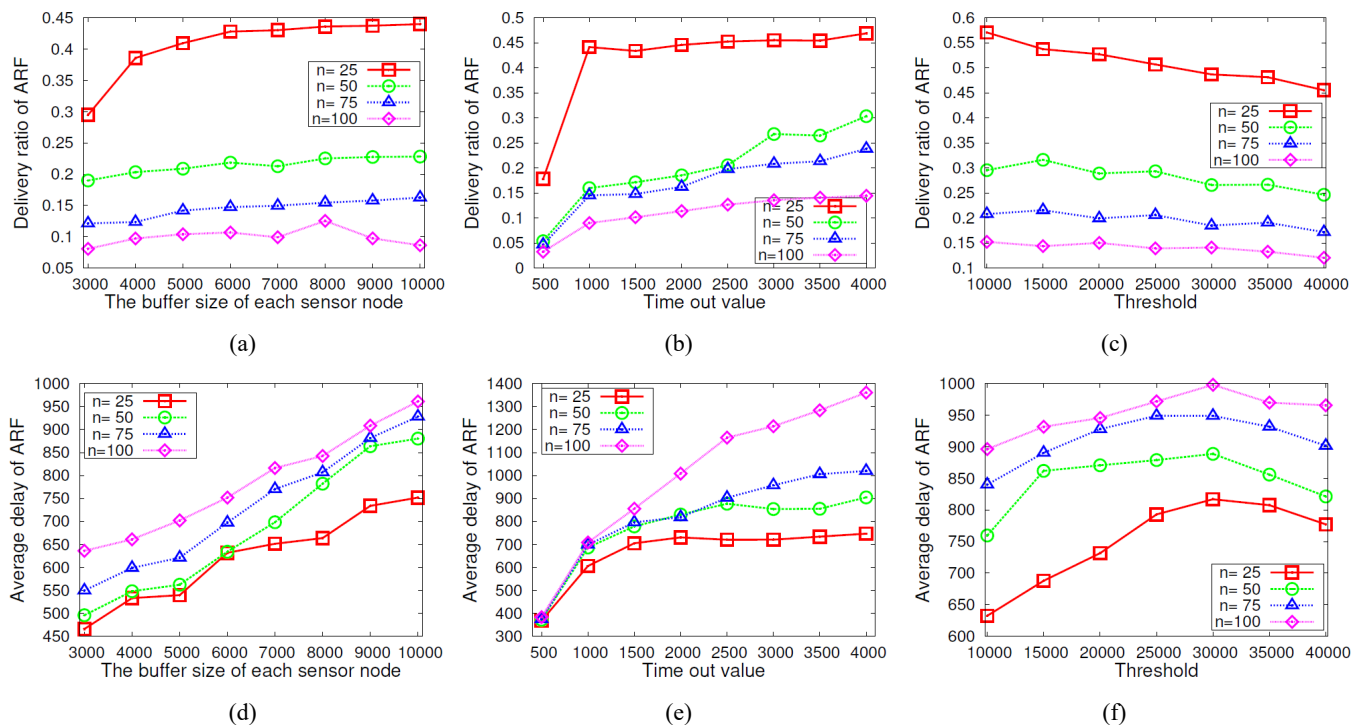 Delivery ratio of ARF
0.45
0.4
0.35
0.3
0.25
0.2
0.15
0.1
0.05
n= 25
n= 50
n= 75
n=100
3000 4000 5000 6000 7000 8000 9000 10000
The buffer size of each sensor node
(a)
Delivery ratio of ARF
0.5
0.45
0.4
0.35
0.3
0.25
0.2
0.15
0.1
0.05
0
n= 25
n= 50
n= 75
n=100
500 1000 1500 2000 2500 3000 3500 4000
Time out value
(b)
Delivery ratio of ARF
0.6
0.55
0.5
0.45
0.4
0.35
0.3
0.25
0.2
0.15
0.1
n= 25
n= 50
n= 75
n=100
10000 15000 20000 25000 30000 35000 40000
Threshold
(c)
Average delay of ARF
1000
950
900
850
800
750
700
650
600
550
500
450
n= 25
n= 50
n= 75
n=100
3000 4000 5000 6000 7000 8000 9000 10000
The buffer size of each sensor node
(d)
Average delay of ARF
1400
1300
1200
1100
1000
900
800
700
600
500
400
300
n= 25
n= 50
n= 75
n=100
500 1000 1500 2000 2500 3000 3500 4000
Time out value
(e)
Average delay of ARF
1000
950
900
850
800
750
700
650
600
n= 25
n= 50
n= 75
n=100
10000 15000 20000 25000 30000 35000 40000
Threshold
(f)